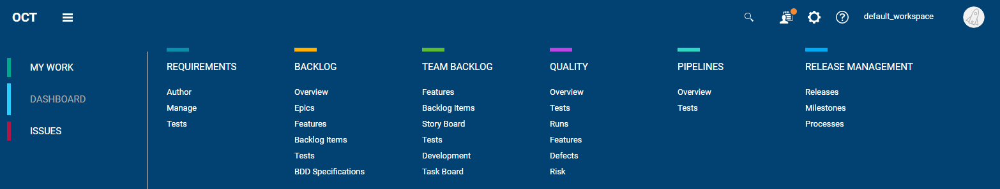 OCT
default_workspace
MY WORK
DASHBOARD
ISSUES
REQUIREMENTS
Author
Manage
Tests
BACKLOG
Overview
Epics
Features
Backlog Items
Tests
BDD Specifications
TEAM BACKLOG
Features
Backlog Items
Story Board
Tests
Development
Task Board
QUALITY
Overview
Tests
Runs
Features
Defects
Risk
PIPELINES
Overview
Tests
RELEASE MANAGEMENT
Releases
Milestones
Processes